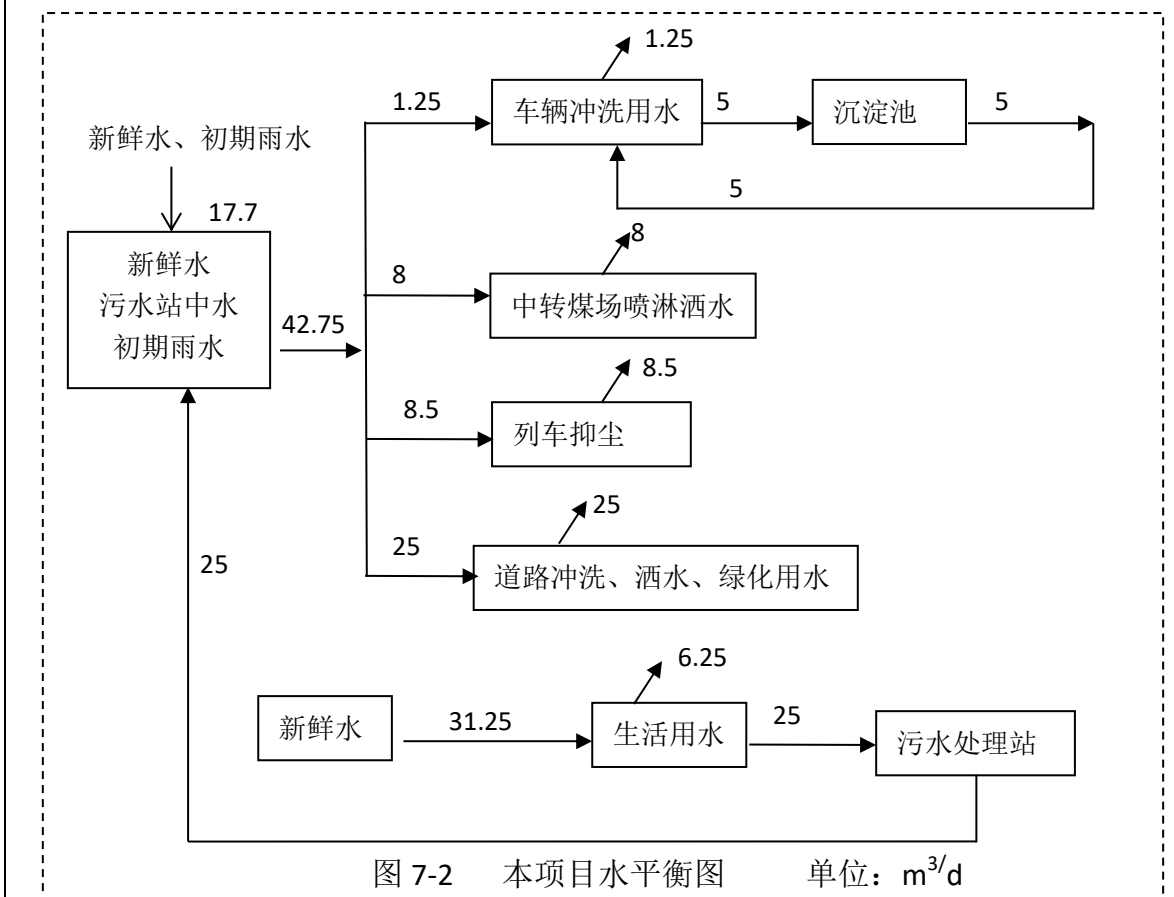 1.25
1.25
车辆冲洗用水
5
沉淀池
5
新鲜水、初期雨水
5
17.7
新鲜水
污水站中水
初期雨水
42.75
8
8
中转煤场喷淋洒水
8.5
8.5
列车抑尘
25
25
25
道路冲洗、洒水、绿化用水
6.25
新鲜水
31.25
生活用水
25
污水处理站
图 7-2 本项目水平衡图 单位：m³/d